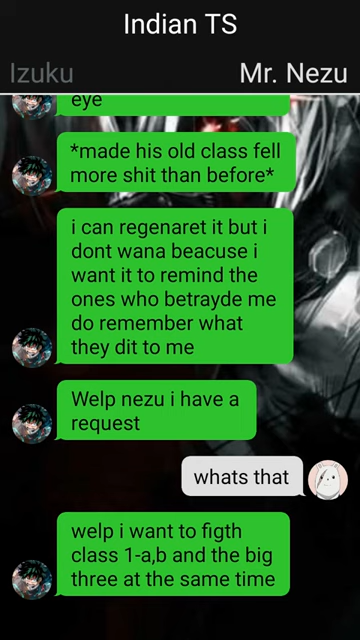 Indian TS
Izuku
Mr. Nezu
eye
*made his old class fell
more shit than before*
i can regenaret it but i
dont wana beacuse i
want it to remind the
ones who betrayde me
do remember what
they dit to me
Welp nezu i have a
request
whats that
welp i want to figth
class 1-a,b and the big
three at the same time